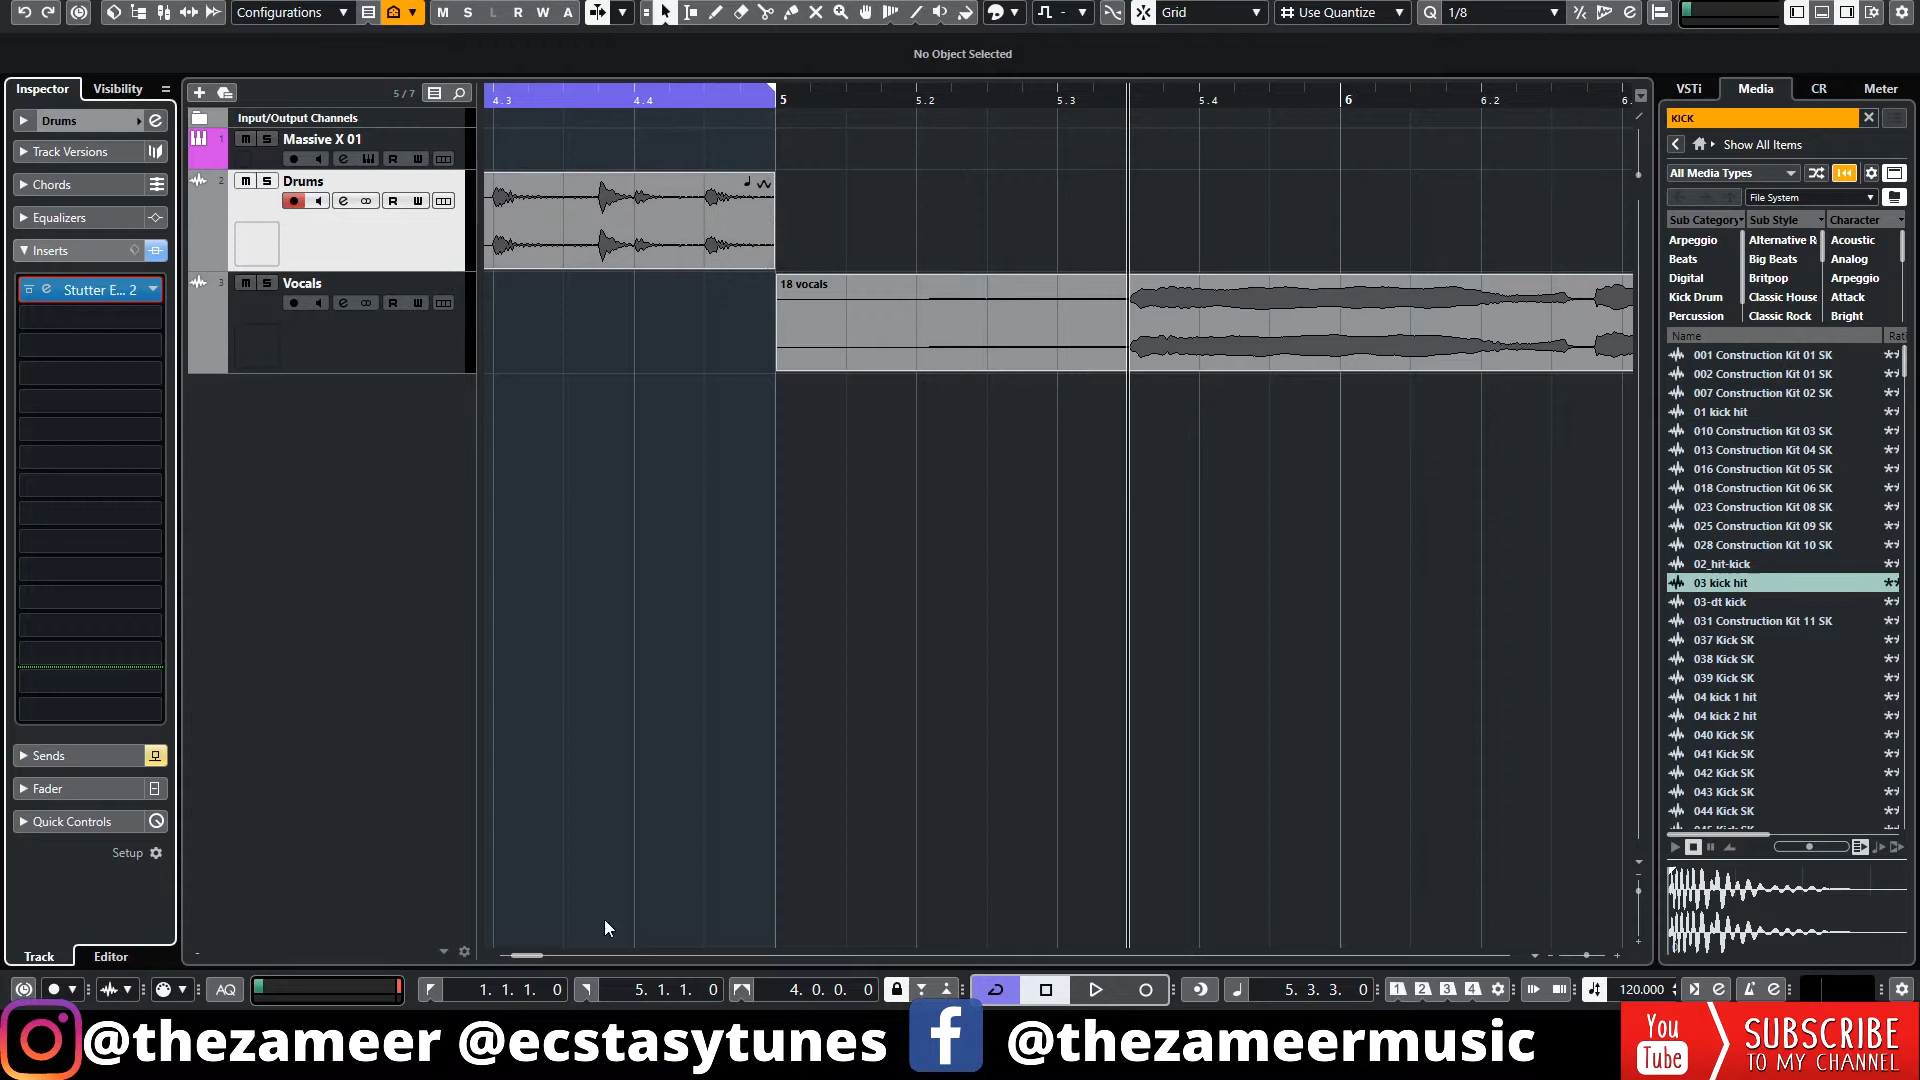 Configurations M S L R W A Grid Use Quantize 1/8
No Object Selected
Inspector Visibility 5 / 7 4.3 4.4 5 5.2 5.3 5.4 6 6.2 6. VSTi Media CR Meter
Drums
Track Versions
Chords
Equalizers
Inserts
Stutter E... 2
Sends
Fader
Quick Controls
Setup
Track Editor
Input/Output Channels
1 M S Massive X 01
R W
2 M S Drums
R W
3 M S Vocals
R W
18 vocals
KICK
Show All Items
All Media Types
File System
Sub Category Sub Style Character
Arpeggio Alternative R Acoustic
Beats Big Beats Analog
Digital Britpop Arpeggio
Kick Drum Classic House Attack
Percussion Classic Rock Bright
Name Rati
001 Construction Kit 01 SK
002 Construction Kit 01 SK
007 Construction Kit 02 SK
01 kick hit
010 Construction Kit 03 SK
013 Construction Kit 04 SK
016 Construction Kit 05 SK
018 Construction Kit 06 SK
023 Construction Kit 08 SK
025 Construction Kit 09 SK
028 Construction Kit 10 SK
02_hit-kick
03 kick hit
03-dt kick
031 Construction Kit 11 SK
037 Kick SK
038 Kick SK
039 Kick SK
04 kick 1 hit
04 kick 2 hit
040 Kick SK
041 Kick SK
042 Kick SK
043 Kick SK
044 Kick SK
AQ 1. 1. 1. 0 5. 1. 1. 0 4. 0. 0. 0 5. 3. 3. 0 1 2 3 4 120.000
@thezameer @ecstasytunes f @thezameermusic
You Tube
SUBSCRIBE
TO MY CHANNEL